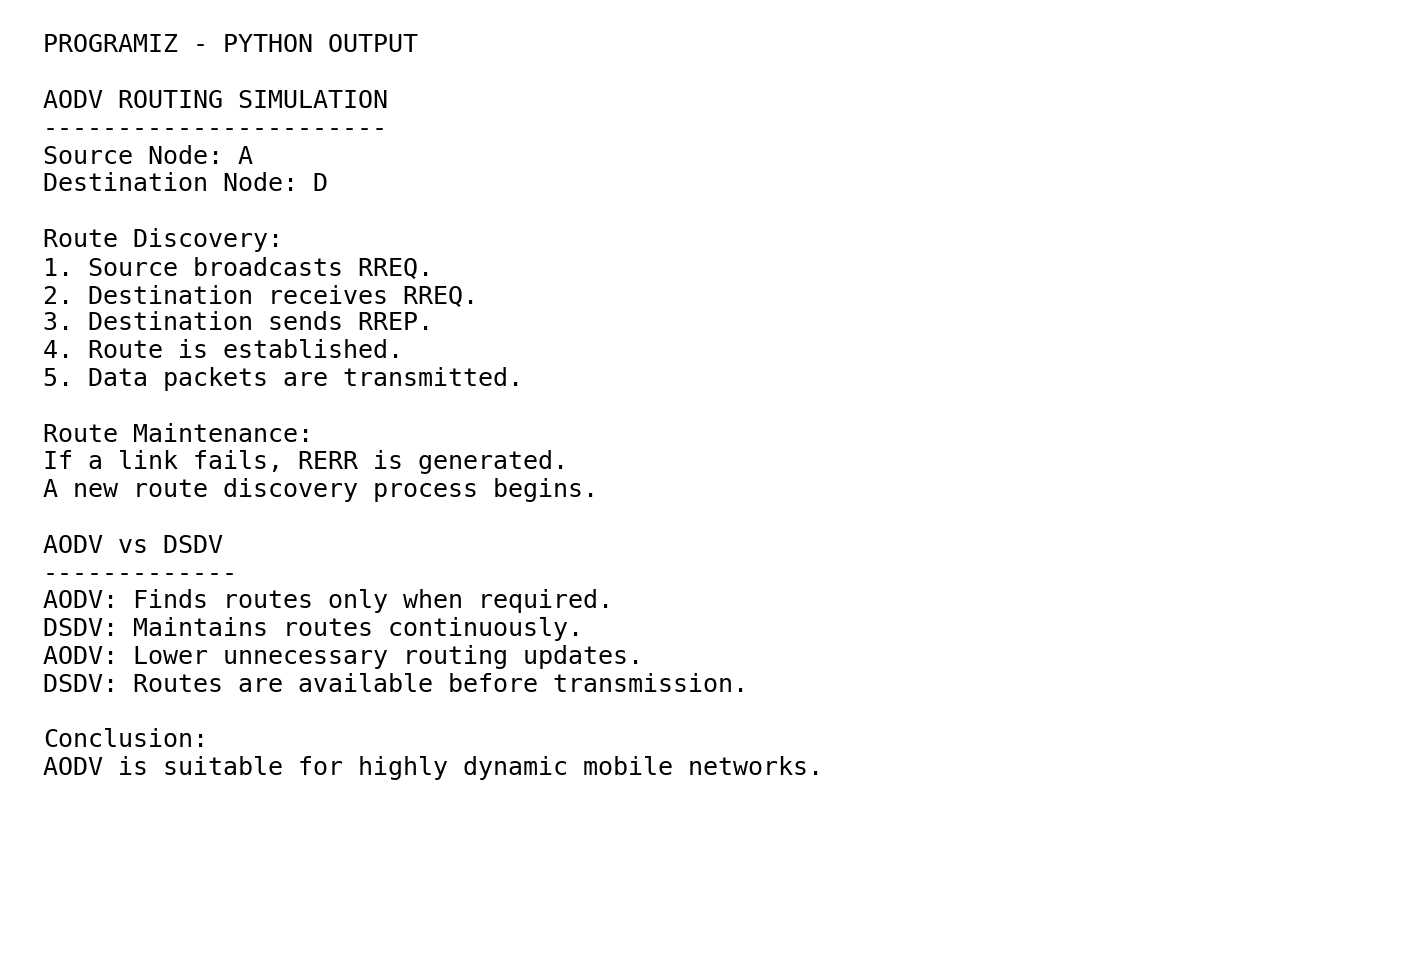 PROGRAMIZ - PYTHON OUTPUT
AODV ROUTING SIMULATION
-----------------------
Source Node: A
Destination Node: D
Route Discovery:
1. Source broadcasts RREQ.
2. Destination receives RREQ.
3. Destination sends RREP.
4. Route is established.
5. Data packets are transmitted.
Route Maintenance:
If a link fails, RERR is generated.
A new route discovery process begins.
AODV vs DSDV
-------------
AODV: Finds routes only when required.
DSDV: Maintains routes continuously.
AODV: Lower unnecessary routing updates.
DSDV: Routes are available before transmission.
Conclusion:
AODV is suitable for highly dynamic mobile networks.